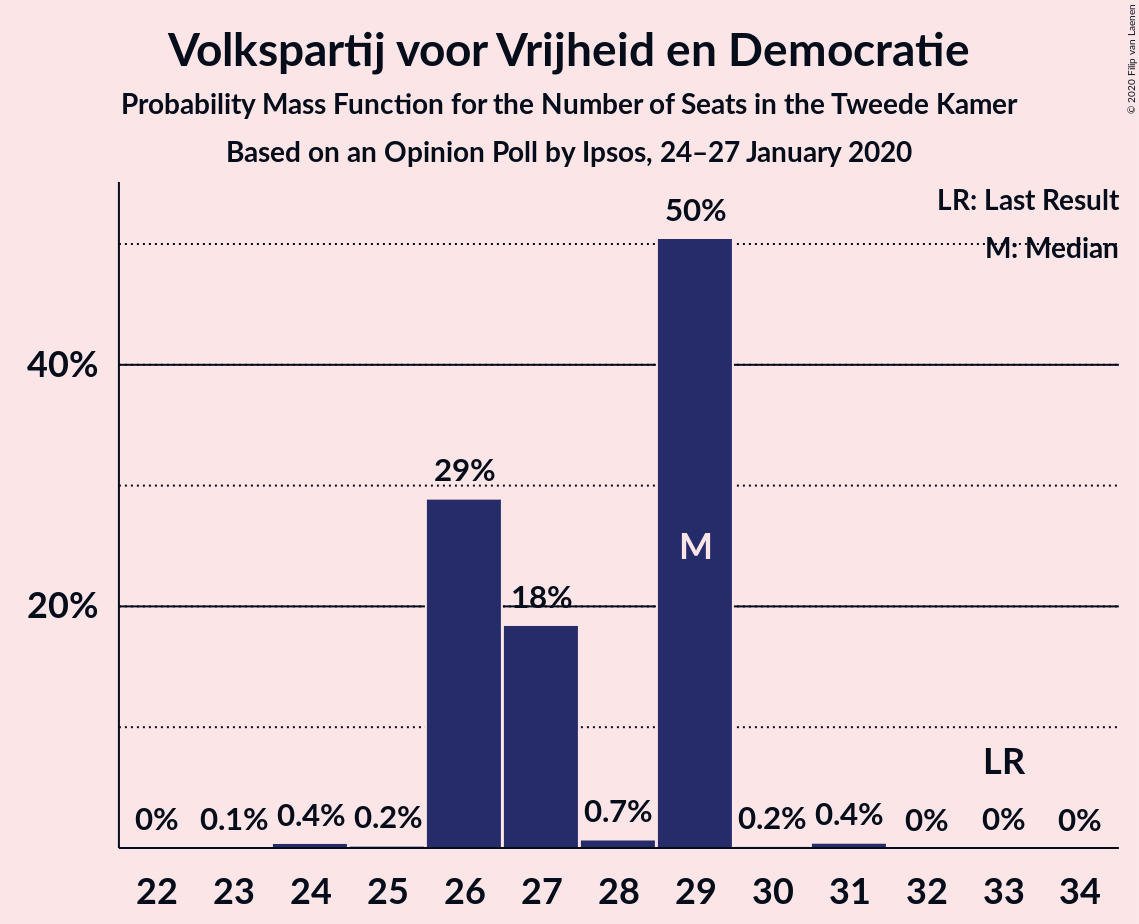 Volkspartij voor Vrijheid en Democratie
Probability Mass Function for the Number of Seats in the Tweede Kamer
Based on an Opinion Poll by Ipsos, 24–27 January 2020
© 2020 Filip van Laenen
LR: Last Result
M: Median
50%
40%
29%
M
20%
18%
LR
0% 0.1% 0.4% 0.2% 0.7% 0.2% 0.4% 0% 0% 0%
22 23 24 25 26 27 28 29 30 31 32 33 34